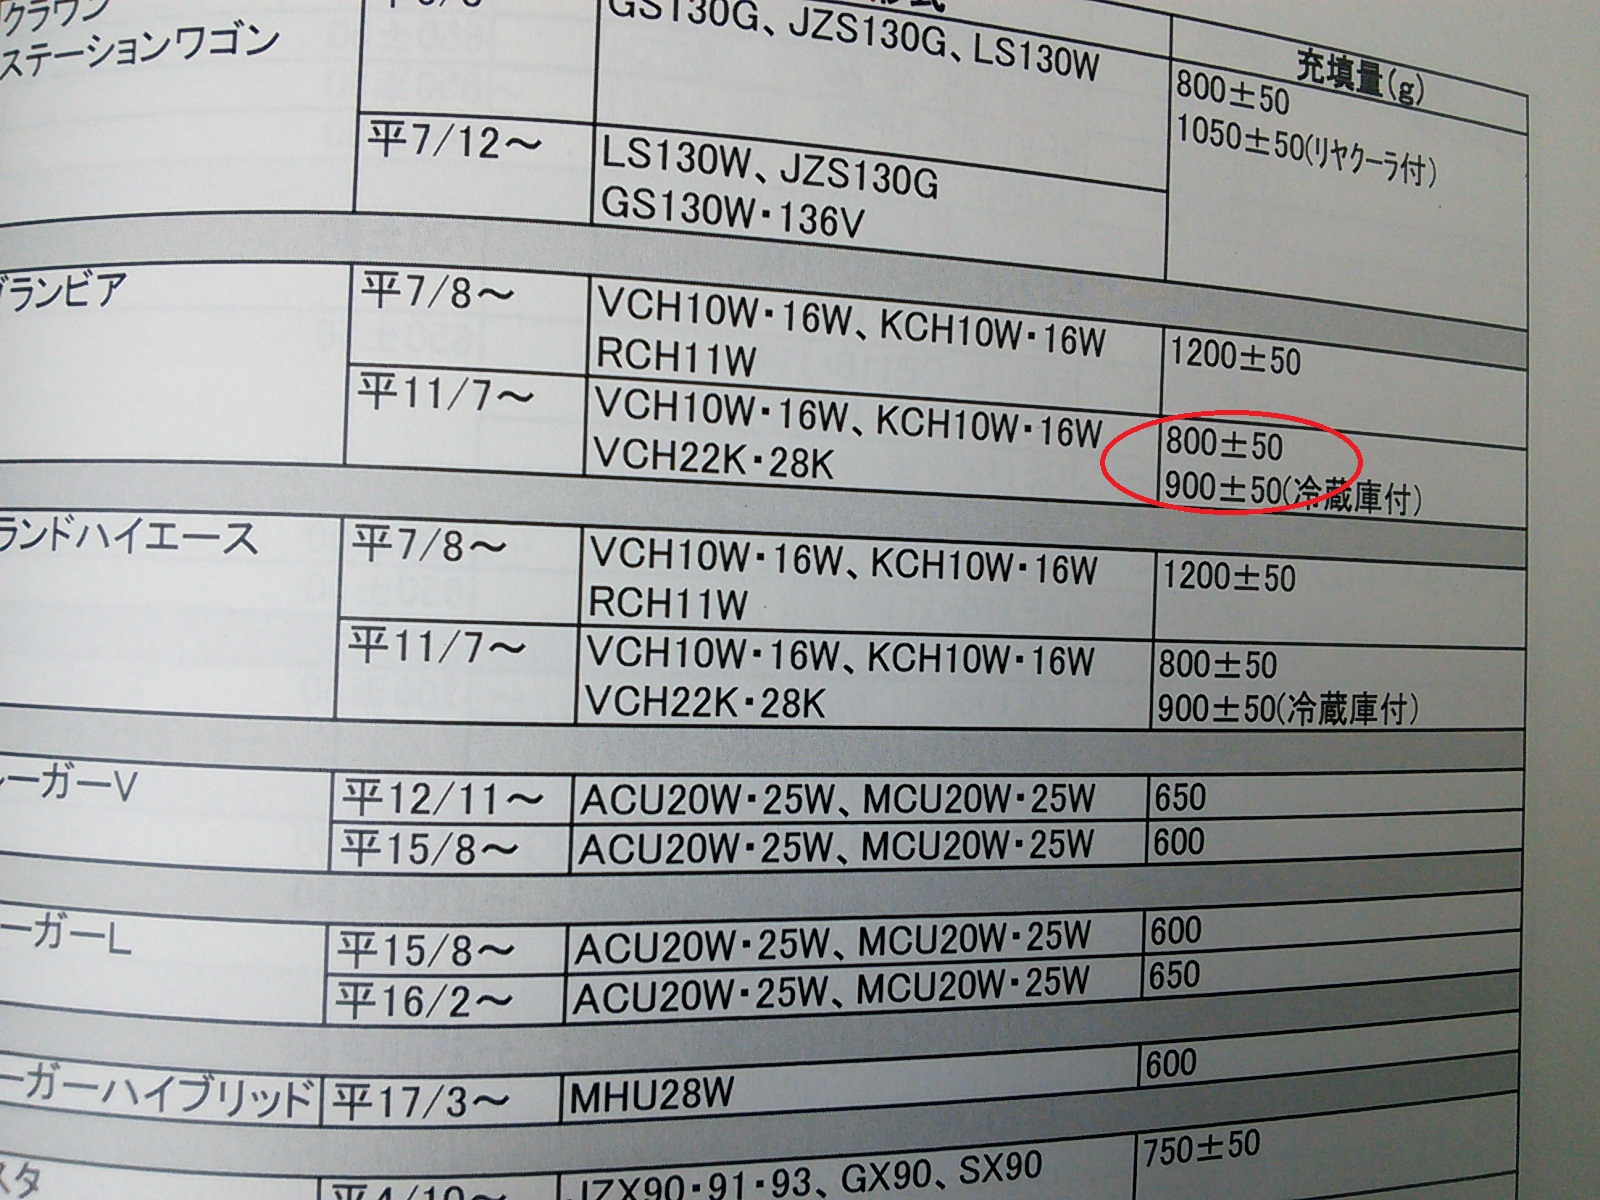 クラウン
ステーションワゴン
充填量(g)
GS130G、JZS130G、LS130W
800±50
1050±50(リヤクーラ付)
平7/12～
LS130W、JZS130G
GS130W・136V
グランビア
平7/8～
VCH10W・16W、KCH10W・16W
RCH11W
1200±50
平11/7～
VCH10W・16W、KCH10W・16W
VCH22K・28K
800±50
900±50(冷蔵庫付)
ランドハイエース
平7/8～
VCH10W・16W、KCH10W・16W
RCH11W
1200±50
平11/7～
VCH10W・16W、KCH10W・16W
VCH22K・28K
800±50
900±50(冷蔵庫付)
ーガーV
平12/11～
ACU20W・25W、MCU20W・25W
650
平15/8～
ACU20W・25W、MCU20W・25W
600
ーガーL
平15/8～
ACU20W・25W、MCU20W・25W
600
平16/2～
ACU20W・25W、MCU20W・25W
650
ーガーハイブリッド
平17/3～
MHU28W
600
スタ
平4/10～
JZX90・91・93、GX90、SX90
750±50